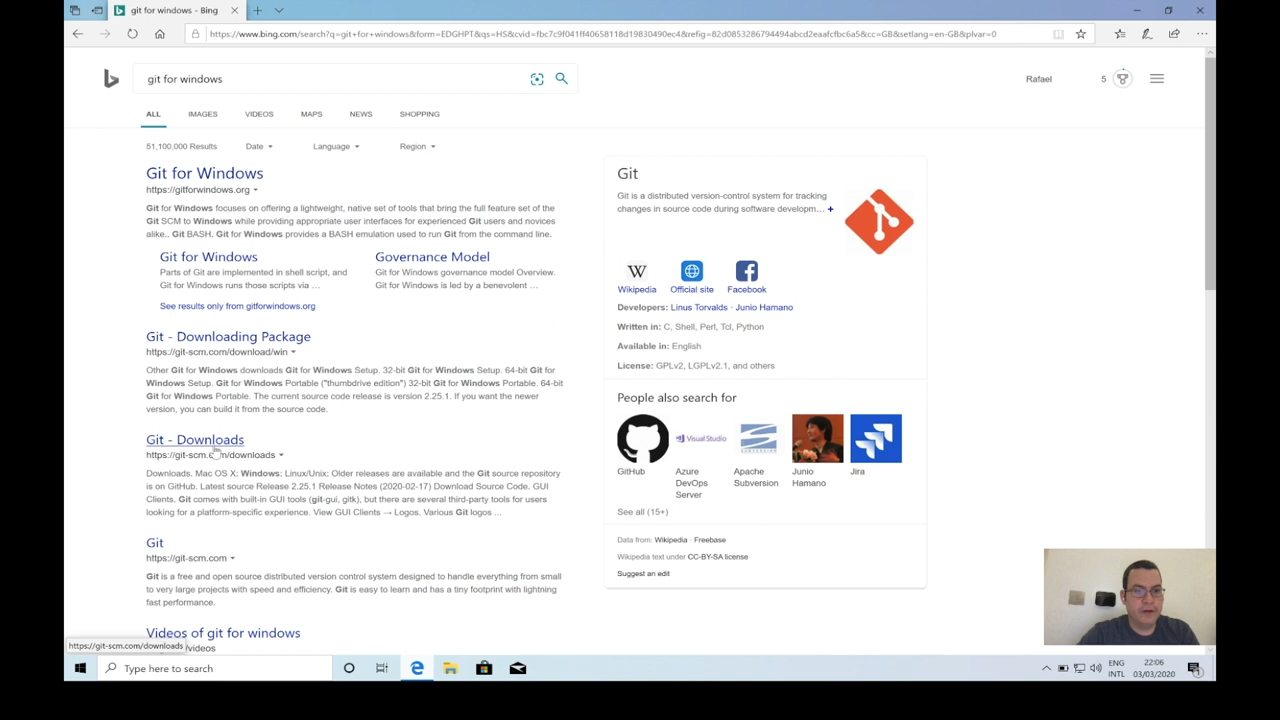 git for windows - Bing
https://www.bing.com/search?q=git+for+windows&form=EDGHPT&qs=HS&cvid=fbc7c9f041ff40658118d19830490ec4&refig=82d0853286794494abcd2eaafcfbc6a5&cc=GB&setlang=en-GB&plvar=0
git for windows
Rafael
5
ALL IMAGES VIDEOS MAPS NEWS SHOPPING
51,100,000 Results Date Language Region
Git for Windows
https://gitforwindows.org
Git for Windows focuses on offering a lightweight, native set of tools that bring the full feature set of the
Git SCM to Windows while providing appropriate user interfaces for experienced Git users and novices
alike.. Git BASH. Git for Windows provides a BASH emulation used to run Git from the command line.
Git for Windows
Parts of Git are implemented in shell script, and
Git for Windows runs those scripts via ...
Governance Model
Git for Windows governance model Overview.
Git for Windows is led by a benevolent ...
See results only from gitforwindows.org
Git - Downloading Package
https://git-scm.com/download/win
Other Git for Windows downloads Git for Windows Setup. 32-bit Git for Windows Setup. 64-bit Git for
Windows Setup. Git for Windows Portable ("thumbdrive edition") 32-bit Git for Windows Portable. 64-bit
Git for Windows Portable. The current source code release is version 2.25.1. If you want the newer
version, you can build it from the source code.
Git - Downloads
https://git-scm.com/downloads
Downloads. Mac OS X: Windows: Linux/Unix: Older releases are available and the Git source repository
is on GitHub. Latest source Release 2.25.1 Release Notes (2020-02-17) Download Source Code. GUI
Clients. Git comes with built-in GUI tools (git-gui, gitk), but there are several third-party tools for users
looking for a platform-specific experience. View GUI Clients → Logos. Various Git logos ...
Git
https://git-scm.com
Git is a free and open source distributed version control system designed to handle everything from small
to very large projects with speed and efficiency. Git is easy to learn and has a tiny footprint with lightning
fast performance.
Videos of git for windows
/videos
https://git-scm.com/downloads
Git
Git is a distributed version-control system for tracking
changes in source code during software developm... +
W
Wikipedia Official site Facebook
Developers: Linus Torvalds · Junio Hamano
Written in: C, Shell, Perl, Tcl, Python
Available in: English
License: GPLv2, LGPLv2.1, and others
People also search for
Visual Studio
SUBVERSION
GitHub
Azure
DevOps
Server
Apache
Subversion
Junio
Hamano
Jira
See all (15+)
Data from: Wikipedia · Freebase
Wikipedia text under CC-BY-SA license
Suggest an edit
Type here to search
ENG
INTL
22:06
03/03/2020
1